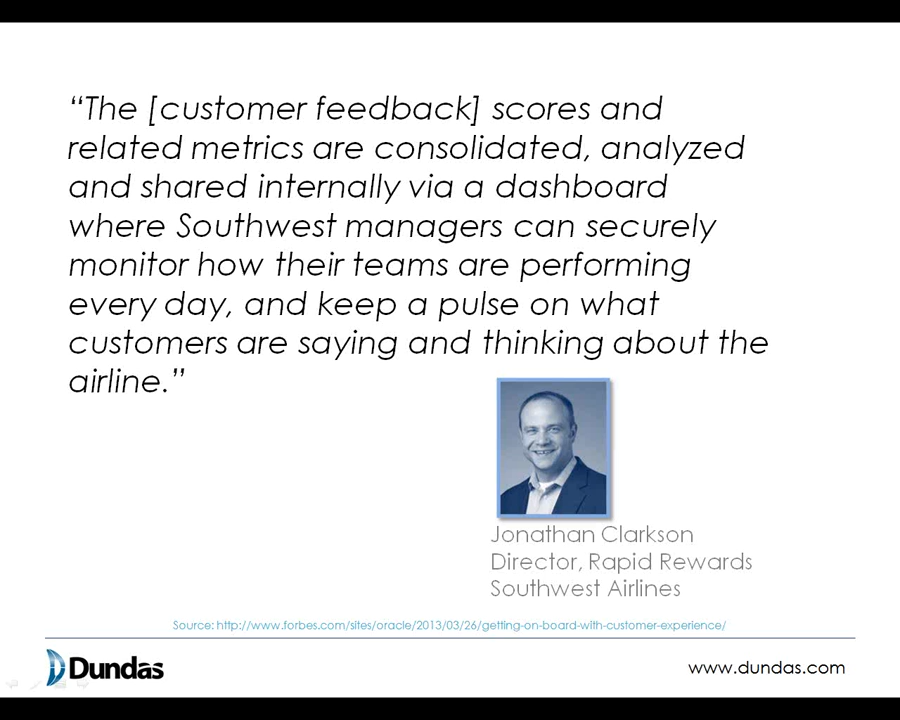 “The [customer feedback] scores and
related metrics are consolidated, analyzed
and shared internally via a dashboard
where Southwest managers can securely
monitor how their teams are performing
every day, and keep a pulse on what
customers are saying and thinking about the
airline.”
Jonathan Clarkson
Director, Rapid Rewards
Southwest Airlines
Source: http://www.forbes.com/sites/oracle/2013/03/26/getting-on-board-with-customer-experience/
Dundas
www.dundas.com